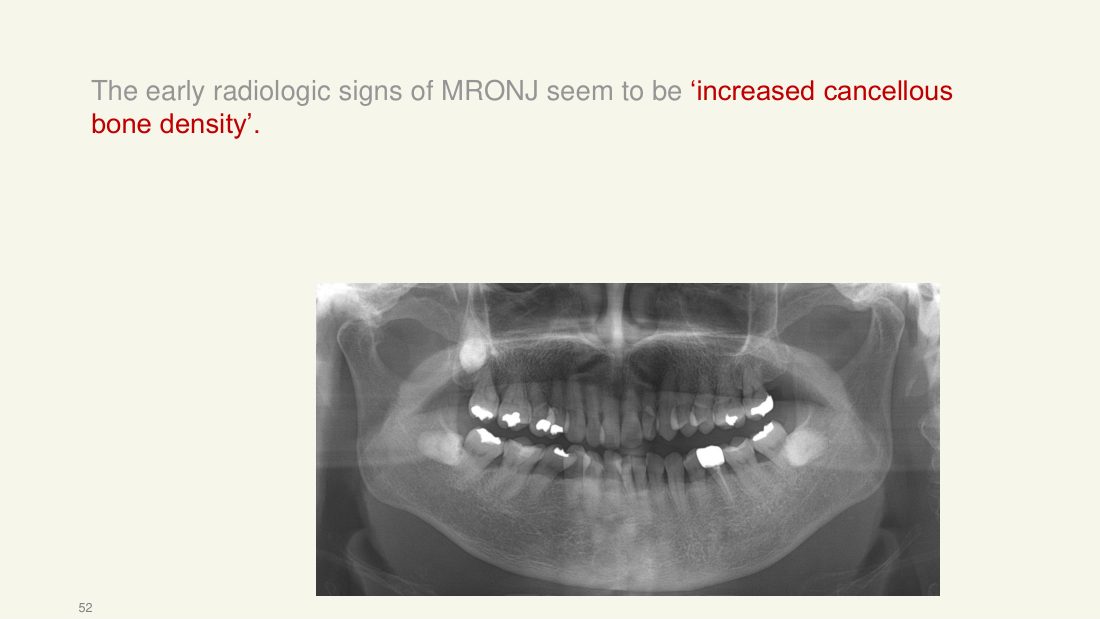 The early radiologic signs of MRONJ seem to be ‘increased cancellous
bone density’.
52